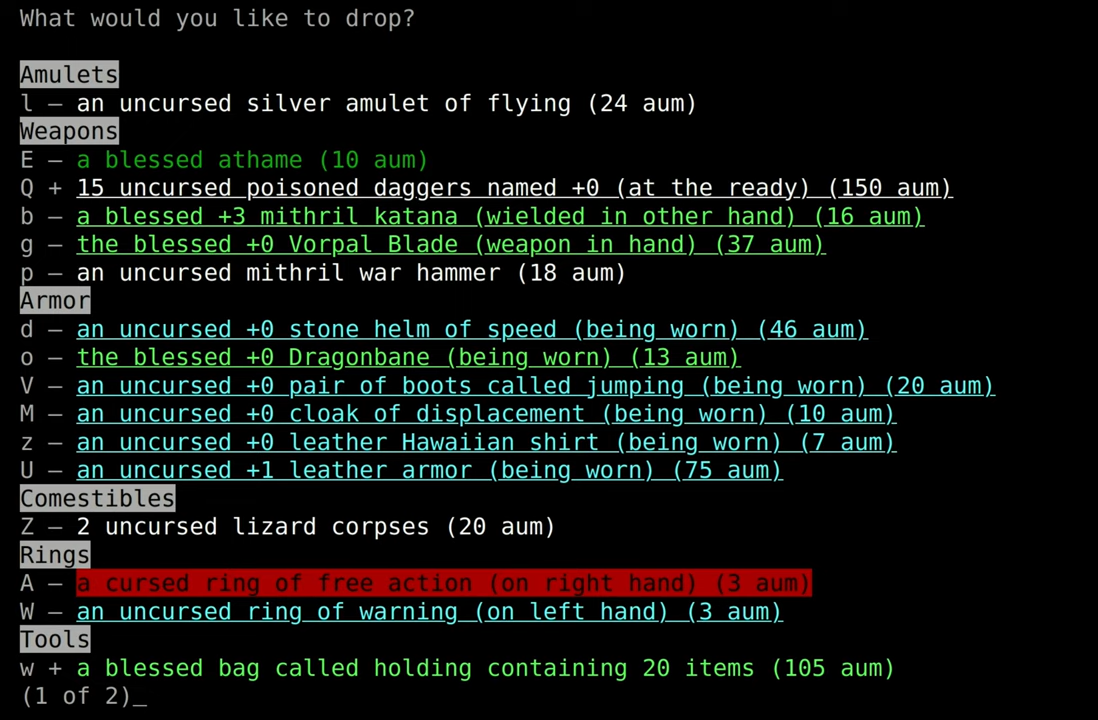 What would you like to drop?
Amulets
l – an uncursed silver amulet of flying (24 aum)
Weapons
E – a blessed athame (10 aum)
Q + 15 uncursed poisoned daggers named +0 (at the ready) (150 aum)
b – a blessed +3 mithril katana (wielded in other hand) (16 aum)
g – the blessed +0 Vorpal Blade (weapon in hand) (37 aum)
p – an uncursed mithril war hammer (18 aum)
Armor
d – an uncursed +0 stone helm of speed (being worn) (46 aum)
o – the blessed +0 Dragonbane (being worn) (13 aum)
V – an uncursed +0 pair of boots called jumping (being worn) (20 aum)
M – an uncursed +0 cloak of displacement (being worn) (10 aum)
z – an uncursed +0 leather Hawaiian shirt (being worn) (7 aum)
U – an uncursed +1 leather armor (being worn) (75 aum)
Comestibles
Z – 2 uncursed lizard corpses (20 aum)
Rings
A – a cursed ring of free action (on right hand) (3 aum)
W – an uncursed ring of warning (on left hand) (3 aum)
Tools
w + a blessed bag called holding containing 20 items (105 aum)
(1 of 2)_